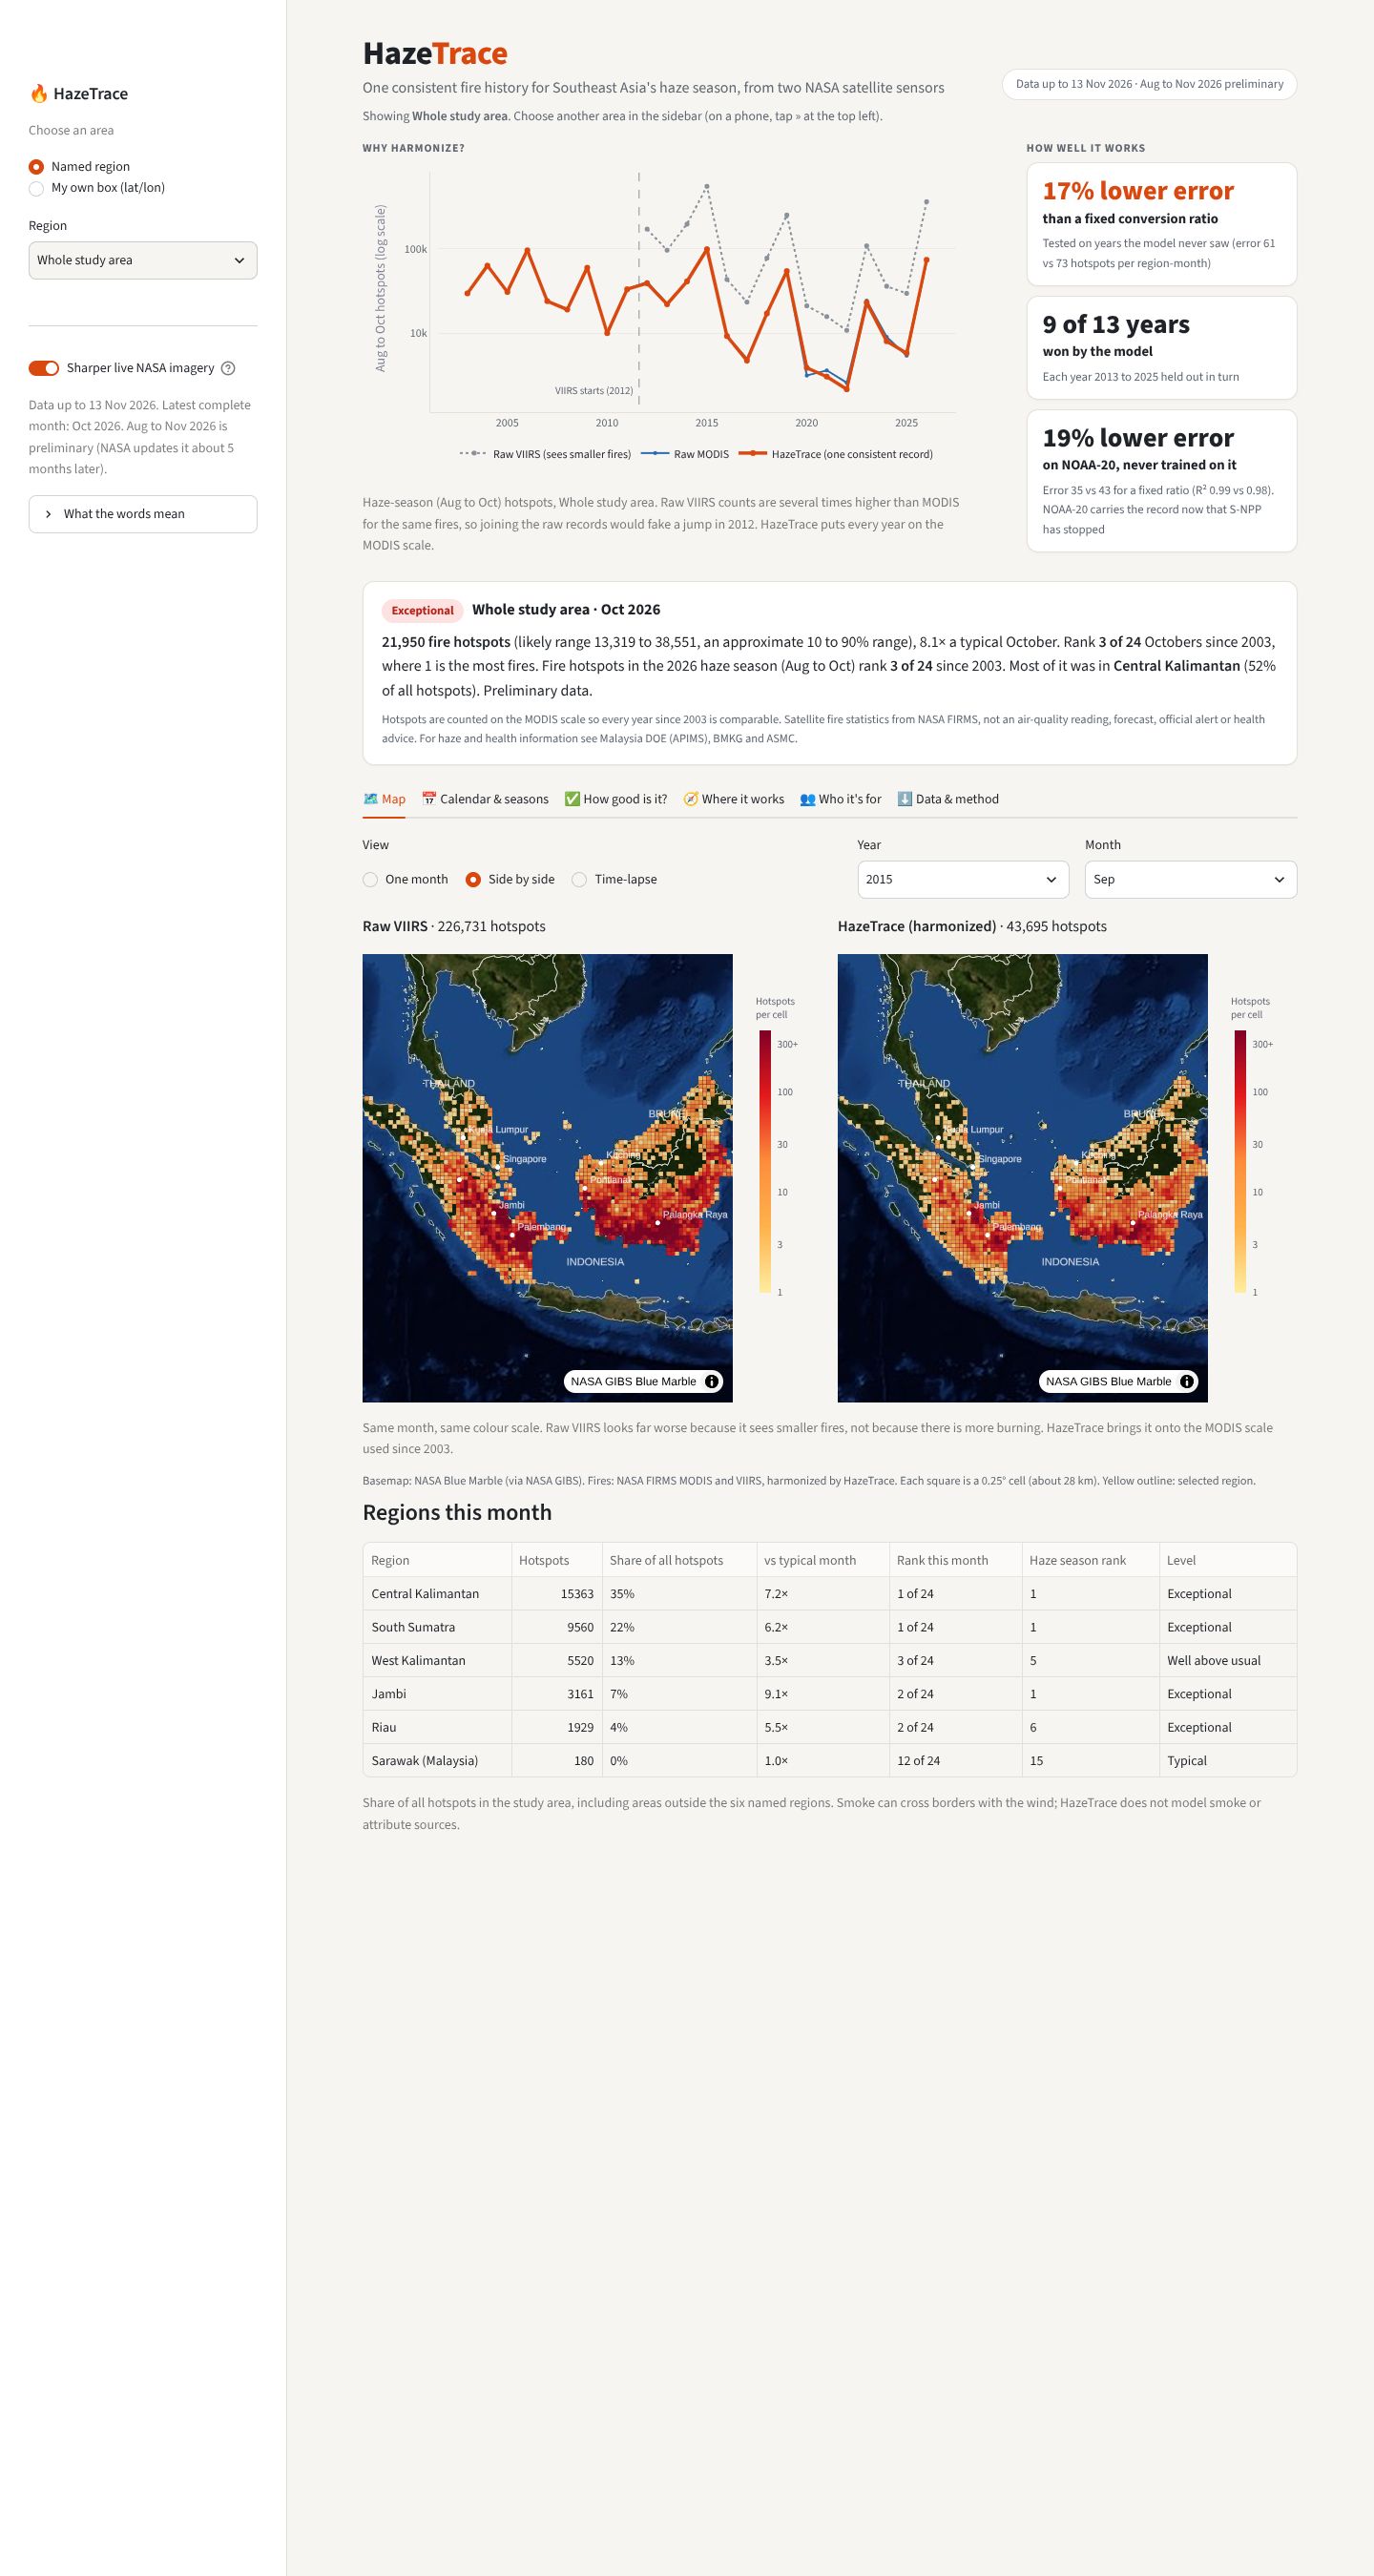 🔥 HazeTrace
Choose an area
Named region
My own box (lat/lon)
Region
Whole study area
Sharper live NASA imagery
Data up to 13 Nov 2026. Latest complete
month: Oct 2026. Aug to Nov 2026 is
preliminary (NASA updates it about 5
months later).
What the words mean
HazeTrace
One consistent fire history for Southeast Asia's haze season, from two NASA satellite sensors
Data up to 13 Nov 2026 · Aug to Nov 2026 preliminary
Showing Whole study area. Choose another area in the sidebar (on a phone, tap » at the top left).
WHY HARMONIZE?
Aug to Oct hotspots (log scale)
100k
10k
VIIRS starts (2012)
2005 2010 2015 2020 2025
Raw VIIRS (sees smaller fires) Raw MODIS HazeTrace (one consistent record)
Haze-season (Aug to Oct) hotspots, Whole study area. Raw VIIRS counts are several times higher than MODIS
for the same fires, so joining the raw records would fake a jump in 2012. HazeTrace puts every year on the
MODIS scale.
HOW WELL IT WORKS
17% lower error
than a fixed conversion ratio
Tested on years the model never saw (error 61
vs 73 hotspots per region-month)
9 of 13 years
won by the model
Each year 2013 to 2025 held out in turn
19% lower error
on NOAA-20, never trained on it
Error 35 vs 43 for a fixed ratio (R² 0.99 vs 0.98).
NOAA-20 carries the record now that S-NPP
has stopped
Exceptional Whole study area · Oct 2026
21,950 fire hotspots (likely range 13,319 to 38,551, an approximate 10 to 90% range), 8.1× a typical October. Rank 3 of 24 Octobers since 2003,
where 1 is the most fires. Fire hotspots in the 2026 haze season (Aug to Oct) rank 3 of 24 since 2003. Most of it was in Central Kalimantan (52%
of all hotspots). Preliminary data.
Hotspots are counted on the MODIS scale so every year since 2003 is comparable. Satellite fire statistics from NASA FIRMS, not an air-quality reading, forecast, official alert or health
advice. For haze and health information see Malaysia DOE (APIMS), BMKG and ASMC.
🗺️ Map 📅 Calendar & seasons ✅ How good is it? 🧭 Where it works 👥 Who it's for ⬇️ Data & method
View
One month Side by side Time-lapse
Year
2015
Month
Sep
Raw VIIRS · 226,731 hotspots
THAILAND
BRUNEI
Kuala Lumpur
Singapore
Kuching
Pontianak
Jambi
Palangka Raya
Palembang
INDONESIA
NASA GIBS Blue Marble
Hotspots
per cell
300+
100
30
10
3
1
HazeTrace (harmonized) · 43,695 hotspots
THAILAND
BRUNEI
Kuala Lumpur
Singapore
Kuching
Pontianak
Jambi
Palangka Raya
Palembang
INDONESIA
NASA GIBS Blue Marble
Hotspots
per cell
300+
100
30
10
3
1
Same month, same colour scale. Raw VIIRS looks far worse because it sees smaller fires, not because there is more burning. HazeTrace brings it onto the MODIS scale
used since 2003.
Basemap: NASA Blue Marble (via NASA GIBS). Fires: NASA FIRMS MODIS and VIIRS, harmonized by HazeTrace. Each square is a 0.25° cell (about 28 km). Yellow outline: selected region.
Regions this month
Region Hotspots Share of all hotspots vs typical month Rank this month Haze season rank Level
Central Kalimantan 15363 35% 7.2× 1 of 24 1 Exceptional
South Sumatra 9560 22% 6.2× 1 of 24 1 Exceptional
West Kalimantan 5520 13% 3.5× 3 of 24 5 Well above usual
Jambi 3161 7% 9.1× 2 of 24 1 Exceptional
Riau 1929 4% 5.5× 2 of 24 6 Exceptional
Sarawak (Malaysia) 180 0% 1.0× 12 of 24 15 Typical
Share of all hotspots in the study area, including areas outside the six named regions. Smoke can cross borders with the wind; HazeTrace does not model smoke or
attribute sources.